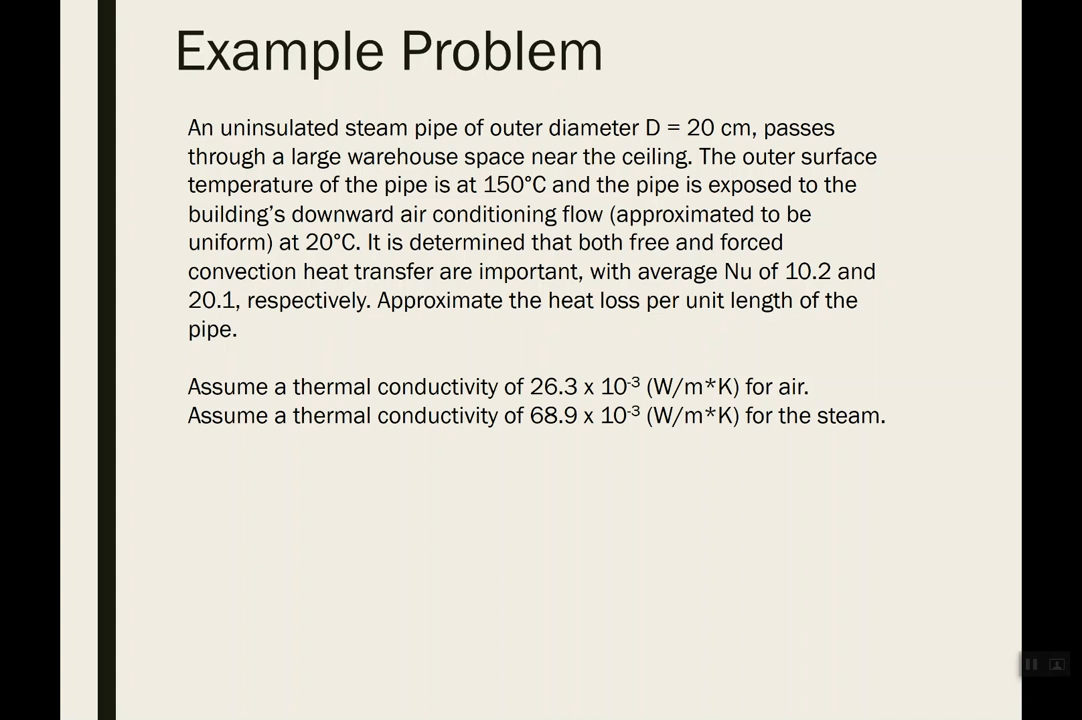 Example Problem
An uninsulated steam pipe of outer diameter D = 20 cm, passes
through a large warehouse space near the ceiling. The outer surface
temperature of the pipe is at 150°C and the pipe is exposed to the
building’s downward air conditioning flow (approximated to be
uniform) at 20°C. It is determined that both free and forced
convection heat transfer are important, with average Nu of 10.2 and
20.1, respectively. Approximate the heat loss per unit length of the
pipe.
Assume a thermal conductivity of 26.3 x 10⁻³ (W/m*K) for air.
Assume a thermal conductivity of 68.9 x 10⁻³ (W/m*K) for the steam.